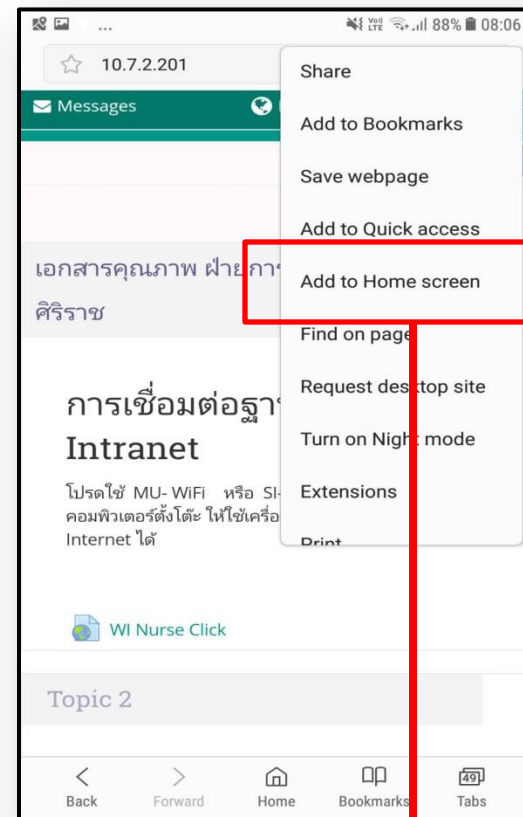 ... 88% 08:06
10.7.2.201
Messages
Share
Add to Bookmarks
Save webpage
Add to Quick access
Add to Home screen
Find on page
Request desktop site
Turn on Night mode
Extensions
Print
เอกสารคุณภาพ ฝ่ายการ
ศิริราช
การเชื่อมต่อฐาน
Intranet
โปรดใช้ MU- WiFi หรือ SI-
คอมพิวเตอร์ตั้งโต๊ะ ให้ใช้เครื่อ
Internet ได้
WI Nurse Click
Topic 2
49
Back Forward Home Bookmarks Tabs